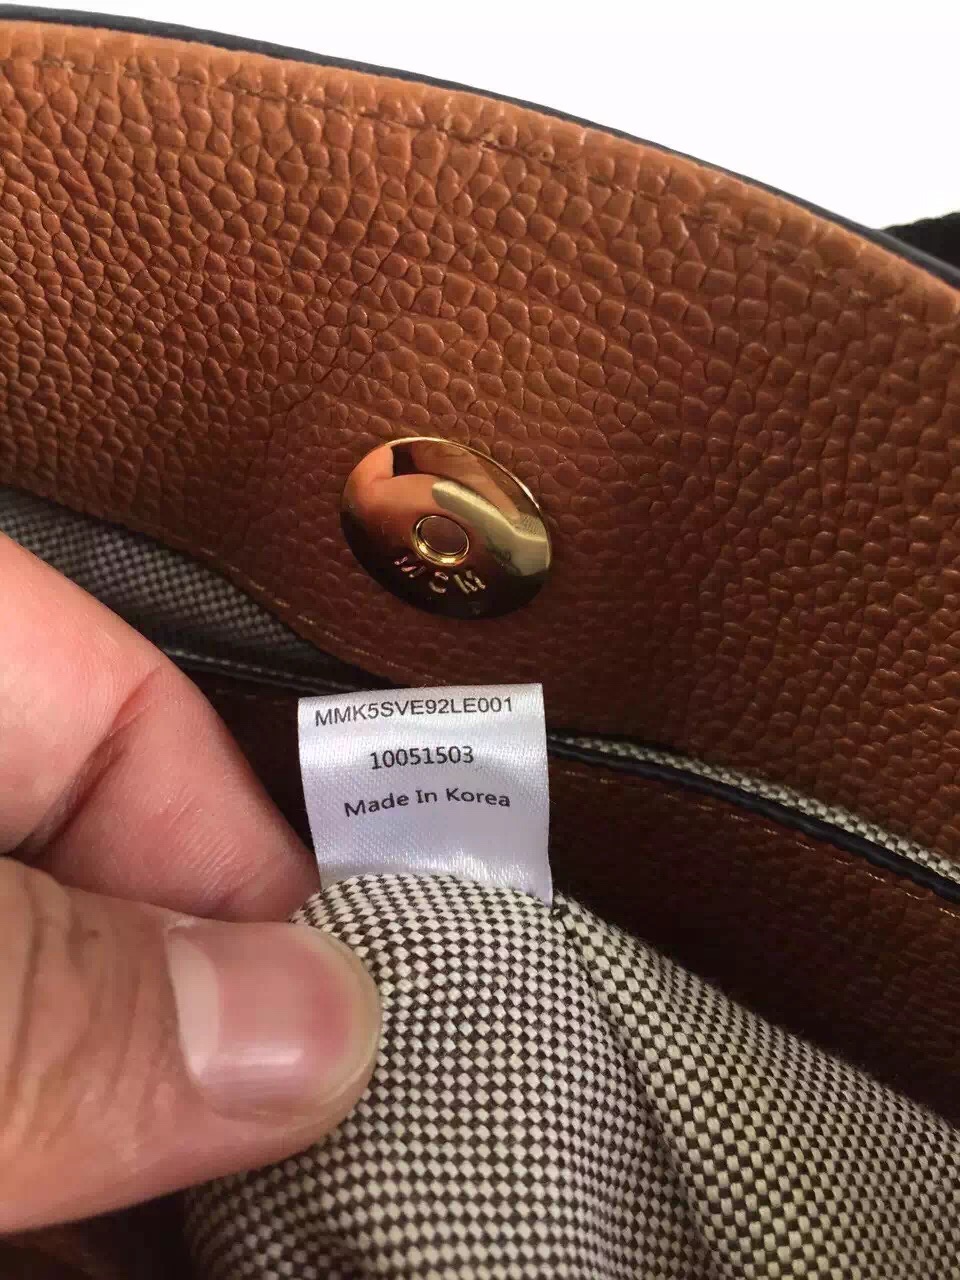 MCM
MMK5SVE92LE001
10051503
Made In Korea